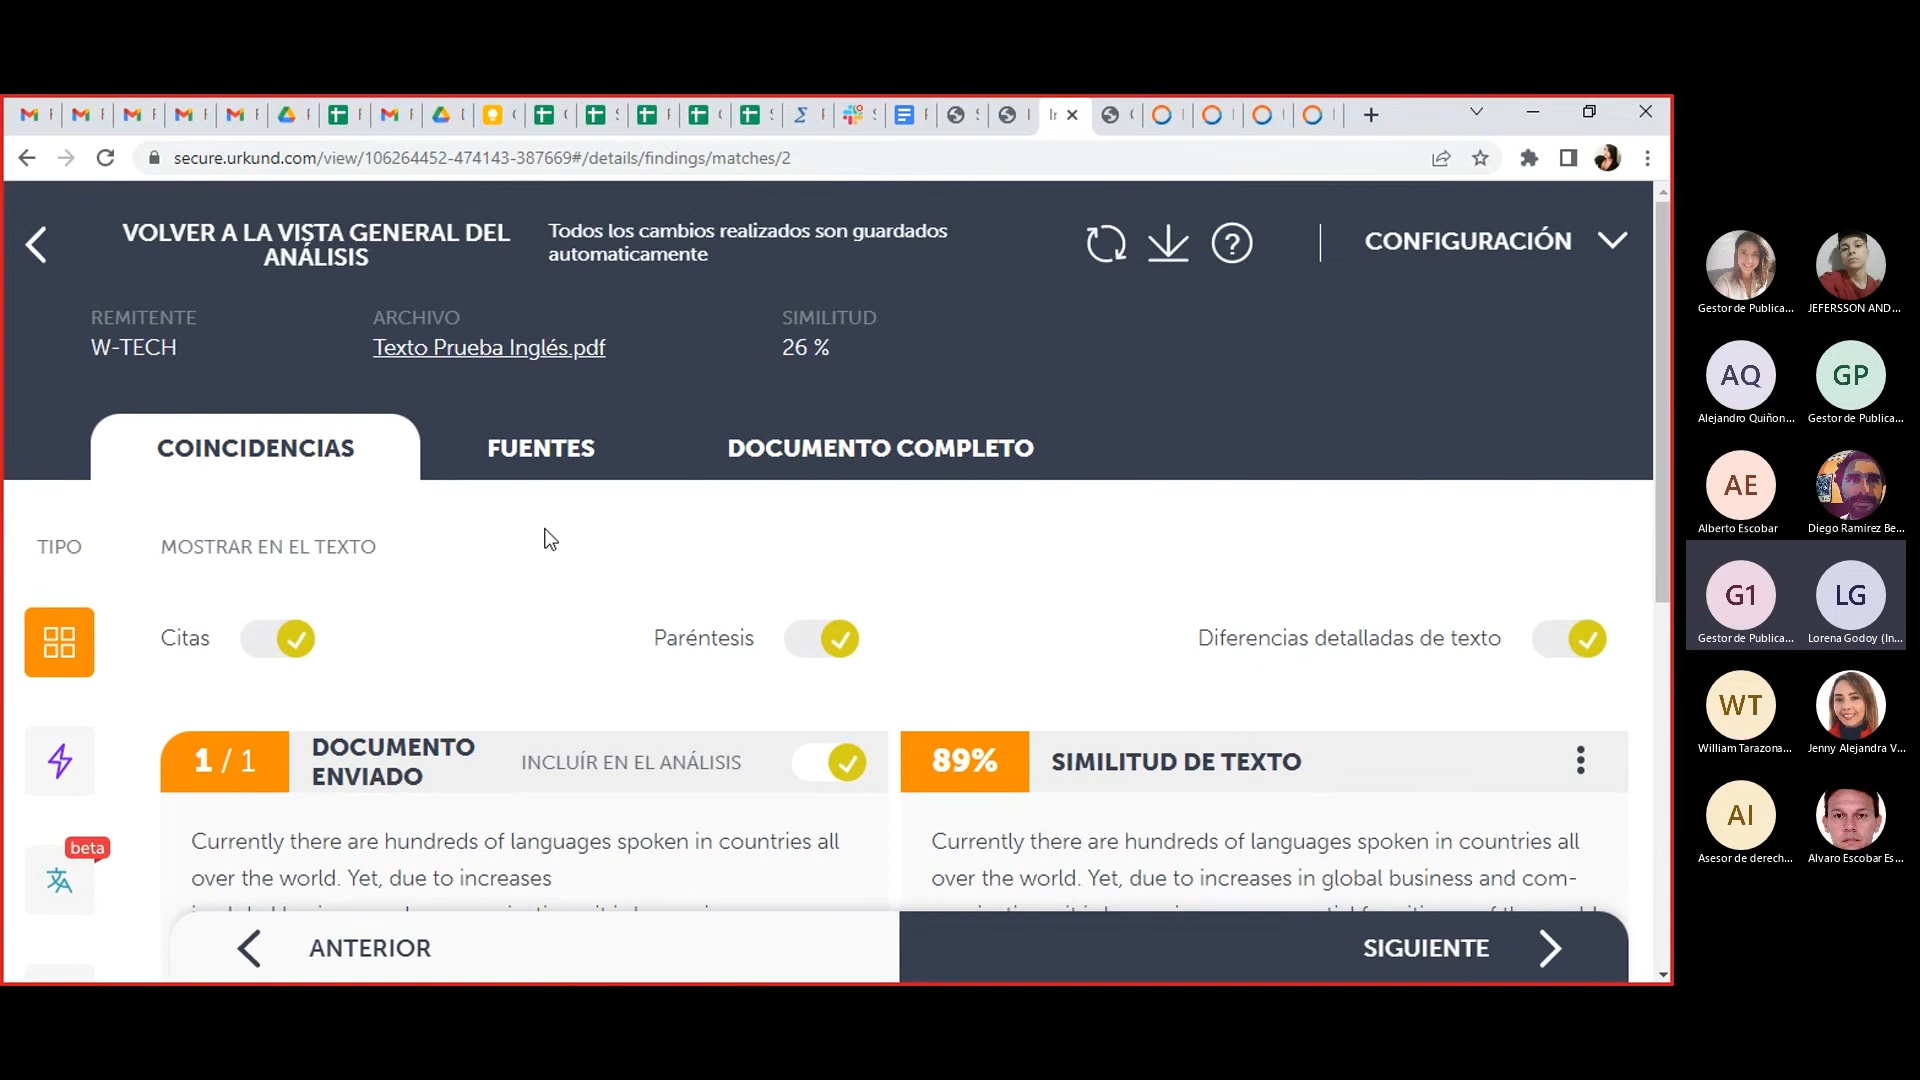 secure.urkund.com/view/106264452-474143-387669#/details/findings/matches/2
VOLVER A LA VISTA GENERAL DEL
ANÁLISIS
Todos los cambios realizados son guardados
automaticamente
CONFIGURACIÓN
REMITENTE
W-TECH
ARCHIVO
Texto Prueba Inglés.pdf
SIMILITUD
26 %
COINCIDENCIAS
FUENTES
DOCUMENTO COMPLETO
TIPO
MOSTRAR EN EL TEXTO
Citas
Paréntesis
Diferencias detalladas de texto
1 / 1
DOCUMENTO
ENVIADO
INCLUÍR EN EL ANÁLISIS
89%
SIMILITUD DE TEXTO
beta
Currently there are hundreds of languages spoken in countries all
over the world. Yet, due to increases
Currently there are hundreds of languages spoken in countries all
over the world. Yet, due to increases in global business and com-
ANTERIOR
SIGUIENTE
Gestor de Publica...
JEFERSSON AND...
AQ
Alejandro Quiñon...
GP
Gestor de Publica...
AE
Alberto Escobar
Diego Ramirez Be...
G1
Gestor de Publica...
LG
Lorena Godoy (In...
WT
William Tarazona...
Jenny Alejandra V...
AI
Asesor de derech...
Alvaro Escobar Es...